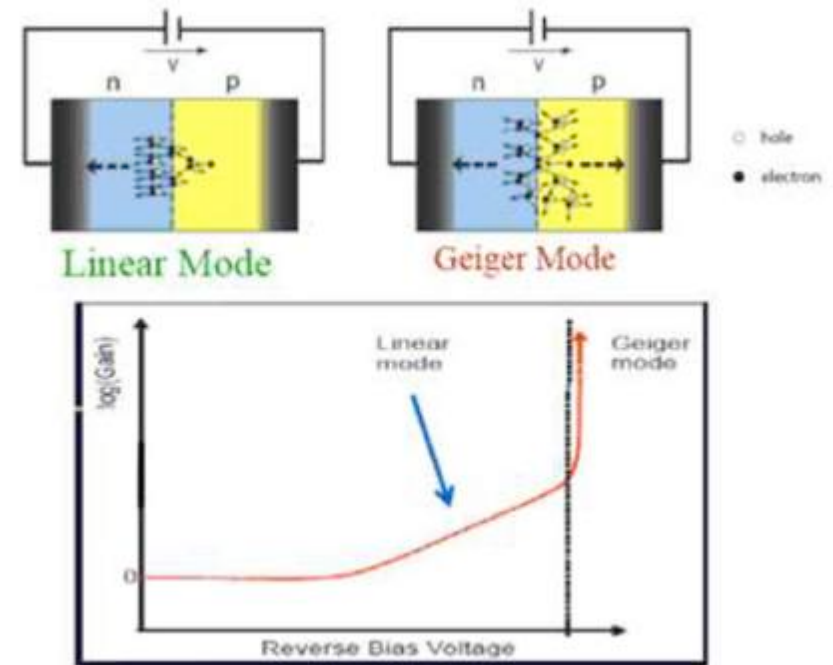 V
V
n
p
n
p
hole
electron
Linear Mode
Geiger Mode
log(Gain)
Linear
mode
Geiger
mode
0
Reverse Bias Voltage